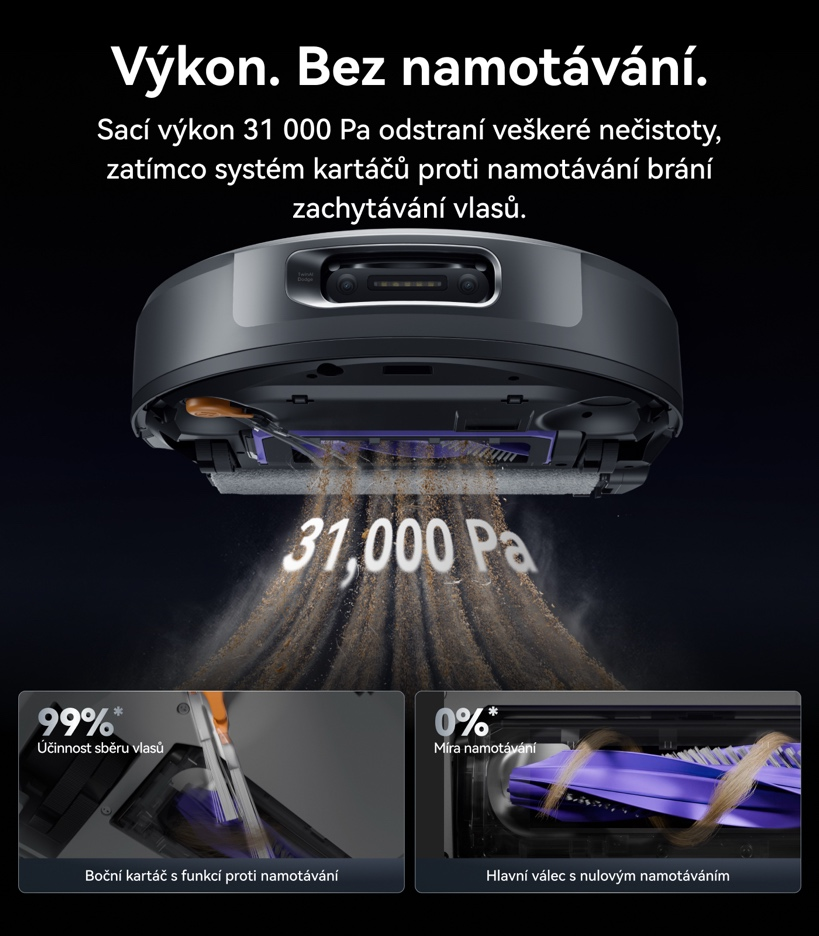 Výkon. Bez namotávání.
Sací výkon 31 000 Pa odstraní veškeré nečistoty,
zatímco systém kartáčů proti namotávání brání
zachytávání vlasů.
31,000 Pa
99%*
Účinnost sběru vlasů
Boční kartáč s funkcí proti namotávání
0%*
Míra namotávání
Hlavní válec s nulovým namotáváním